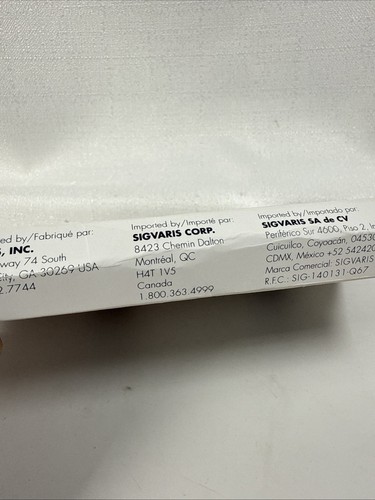 ed by/Fabriqué par:
S, INC.
way 74 South
city, GA 30269 USA
2.7744
Imported by/Importé par:
SIGVARIS CORP.
8423 Chemin Dalton
Montréal, QC
H4T 1V5
Canada
1.800.363.4999
Imported by/Importado por:
SIGVARIS SA de CV
Periférico Sur 4600, Piso 2, In
Cuicuilco, Coyoacán, 04530
CDMX, México +52 542420
Marca Comercial: SIGVARIS
R.F.C : SIG-140131-Q67